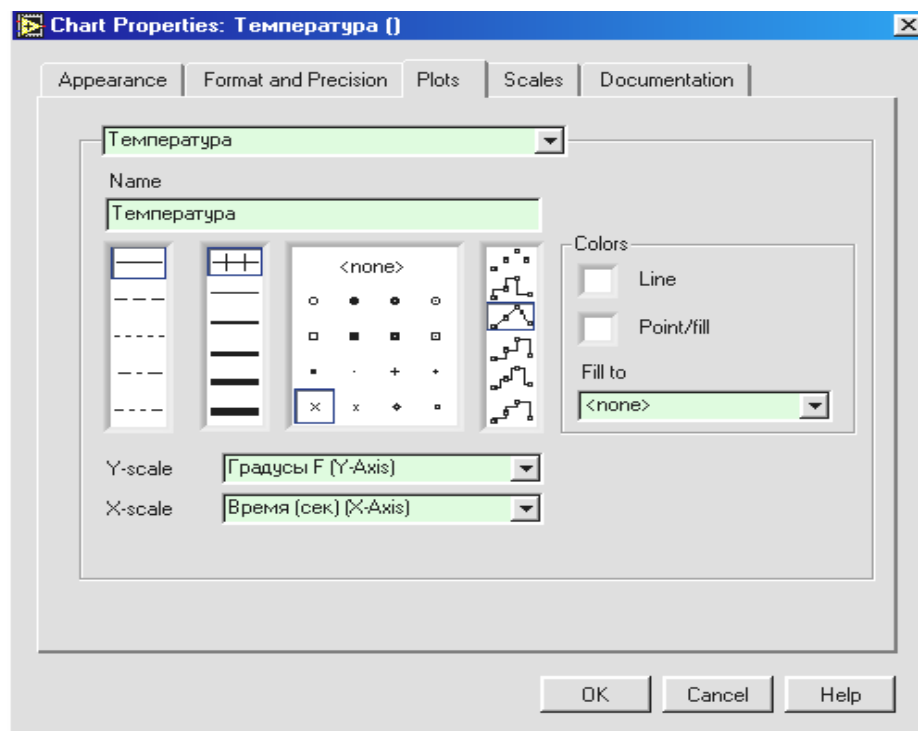 Chart Properties: Температура ()
Appearance Format and Precision Plots Scales Documentation
Температура
Name
Температура
<none>
Colors
Line
Point/fill
Fill to
<none>
Y-scale Градусы F (Y-Axis)
X-scale Время (сек) (X-Axis)
OK Cancel Help